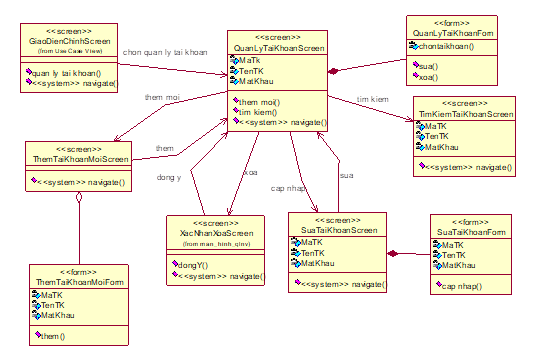 <<screen>>
GiaoDienChinhScreen
(from Use Case View)
quan ly tai khoan()
<<system>> navigate()
chon quan ly tai khoan
<<screen>>
QuanLyTaiKhoanScreen
MaTk
TenTK
MatKhau
them moi()
tim kiem()
<<system>> navigate()
<<form>>
QuanLyTaiKhoanForm
chontaikhoan()
sua()
xoa()
tim kiem
<<screen>>
TimKiemTaiKhoanScreen
MaTK
TenTK
MatKhau
<<system>> navigate()
them moi
<<screen>>
ThemTaiKhoanMoiScreen
<<system>> navigate()
them
dong y
xoa
cap nhap
sua
<<screen>>
XacNhanXoaScreen
(from man_hinh_qlnv)
dongY()
<<system>> navigate()
<<screen>>
SuaTaiKhoanScreen
MaTK
TenTK
MatKhau
<<system>> navigate()
<<form>>
SuaTaiKhoanForm
MaTK
TenTK
MatKhau
cap nhap()
<<form>>
ThemTaiKhoanMoiForm
MaTK
TenTK
MatKhau
them()